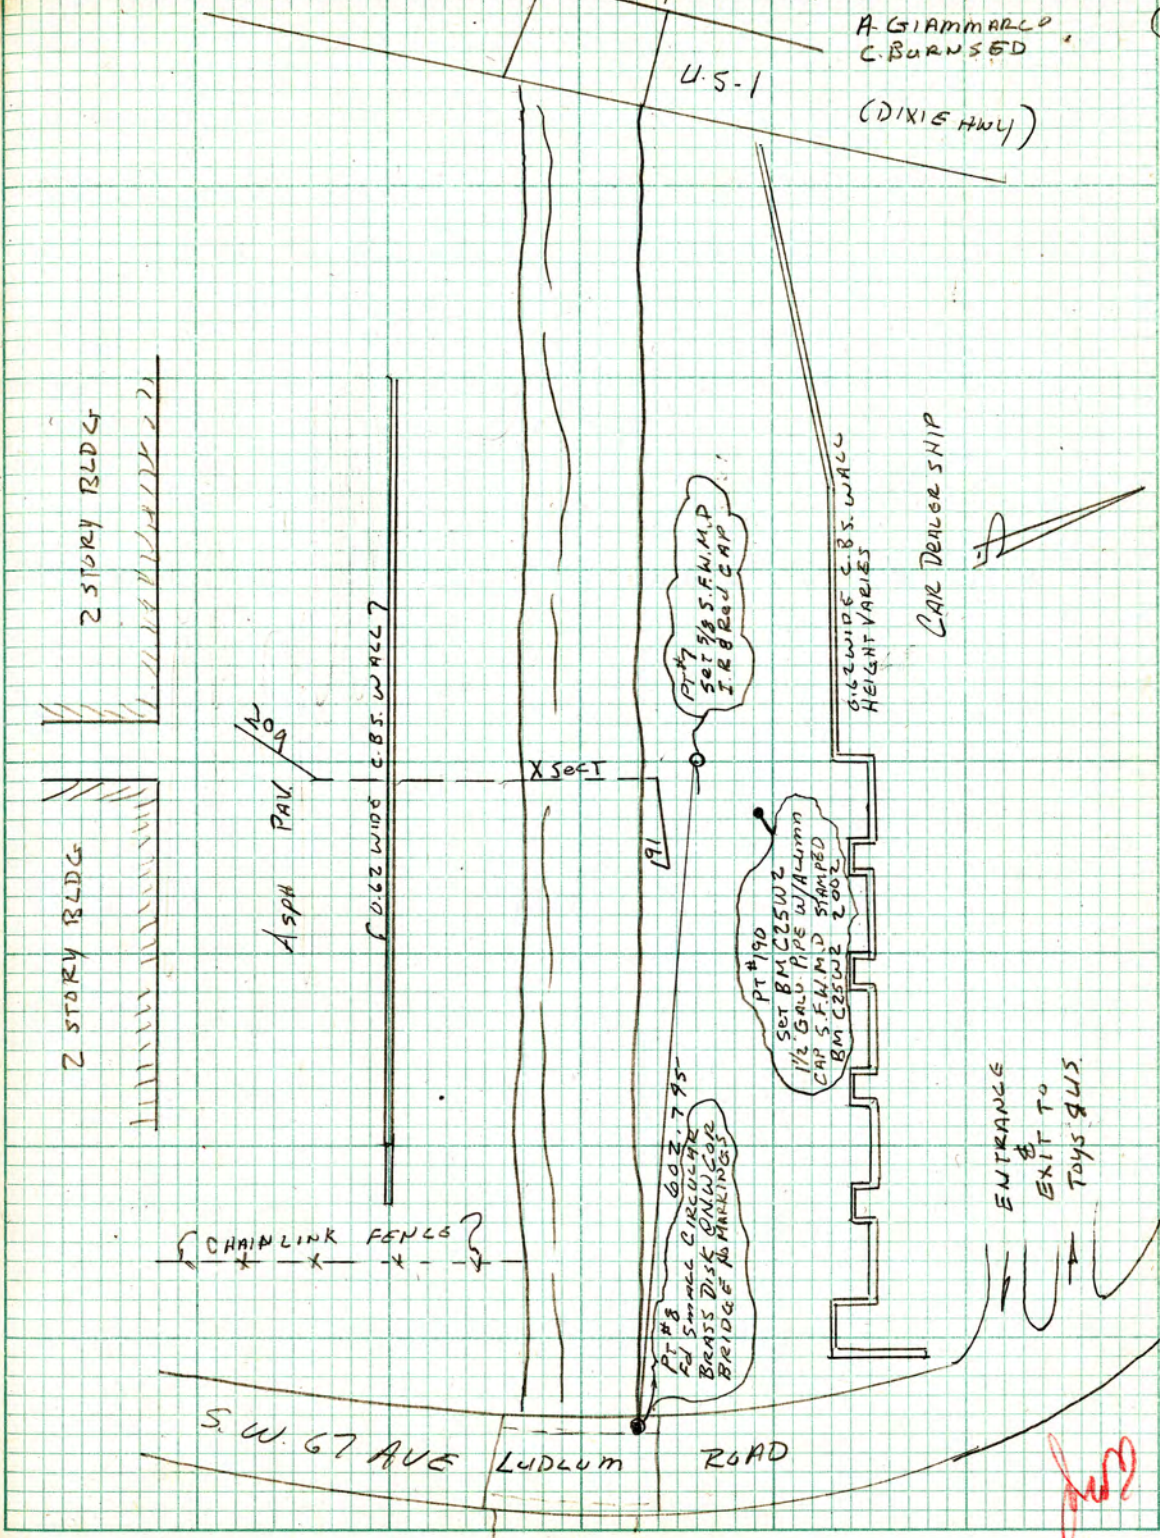 A. GIAMMARCO
C. BURNSED
U.S-1
(DIXIE HWY)
2 STORY BLDG
2 STORY BLDG
ASPH PAV.
0.62 WIDE C.B.S. WALL
X SECT
191
PT #7
SET 5/8 S.F.W.M.D
I.R & Red CAP
0.62 WIDE C.B.S. WALL
HEIGHT VARIES
CAR DEALERSHIP
PT #190
SET BM C25W2
1 1/2" GALV. PIPE W/ALUMN
CAP S.F.W.M.D STAMPED
BM C25W2 2002
602.795
PT #8
Fd SMALL CIRCULAR
BRASS DISK @ N.W COR
BRIDGE NO MARKINGS
CHAINLINK FENCE
ENTRANCE
&
EXIT TO
TOYS R US
S.W. 67 AVE
LUDLUM ROAD